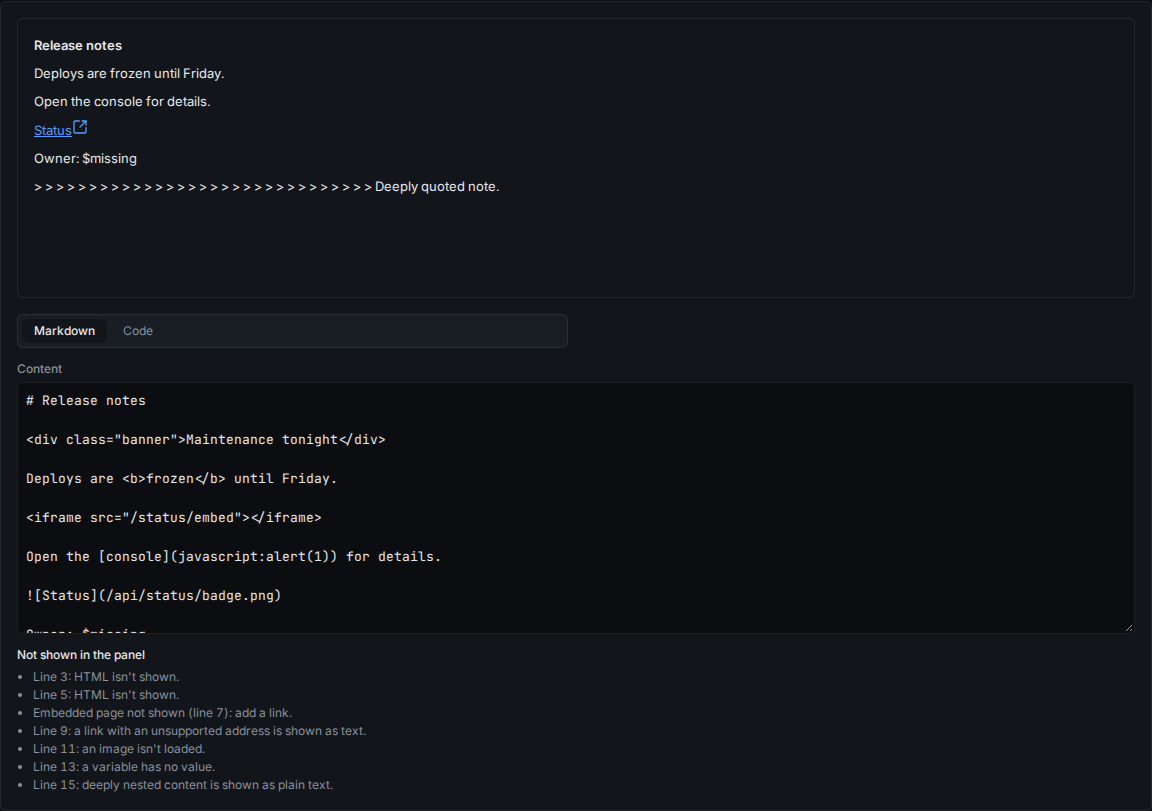 Release notes
Deploys are frozen until Friday.
Open the console for details.
Status
Owner: $missing
> > > > > > > > > > > > > > > > > > > > > > > > > > > > > > > Deeply quoted note.
Markdown Code
Content
# Release notes
<div class="banner">Maintenance tonight</div>
Deploys are <b>frozen</b> until Friday.
<iframe src="/status/embed"></iframe>
Open the [console](javascript:alert(1)) for details.
![Status](/api/status/badge.png)
Owner: $missing
Not shown in the panel
• Line 3: HTML isn't shown.
• Line 5: HTML isn't shown.
• Embedded page not shown (line 7): add a link.
• Line 9: a link with an unsupported address is shown as text.
• Line 11: an image isn't loaded.
• Line 13: a variable has no value.
• Line 15: deeply nested content is shown as plain text.